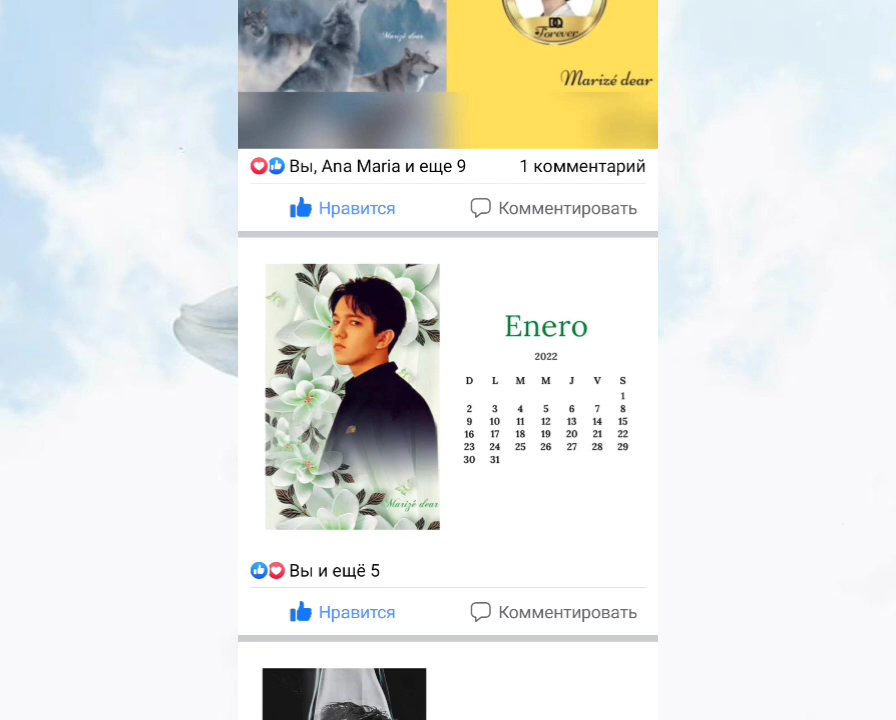 Marizé dear
DQ
Forever
Marizé dear
Вы, Ana Maria и еще 9
1 комментарий
Нравится
Комментировать
Enero
2022
D L M M J V S
1
2 3 4 5 6 7 8
9 10 11 12 13 14 15
16 17 18 19 20 21 22
23 24 25 26 27 28 29
30 31
Marizé dear
Вы и ещё 5
Нравится
Комментировать